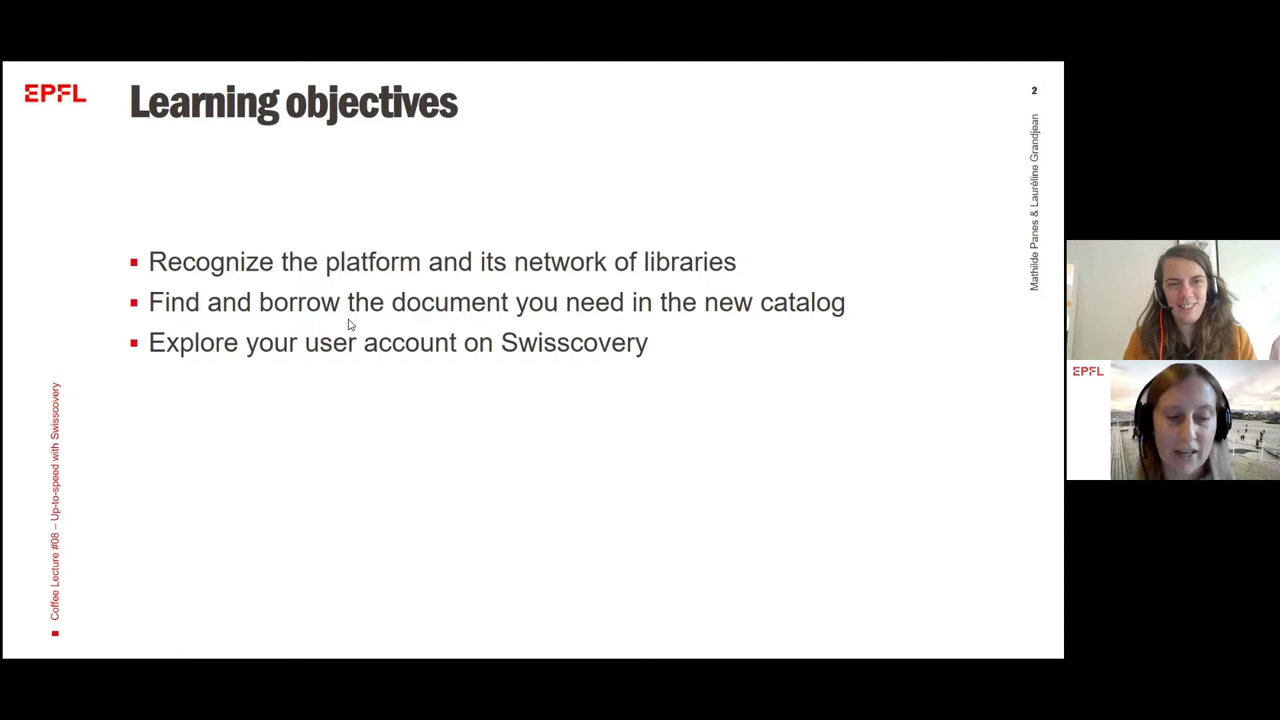 EPFL
Learning objectives
2
Mathilde Panes & Lauréline Grandjean
▪ Recognize the platform and its network of libraries
▪ Find and borrow the document you need in the new catalog
▪ Explore your user account on Swisscovery
▪ Coffee Lecture #08 – Up-to-speed with Swisscovery
EPFL